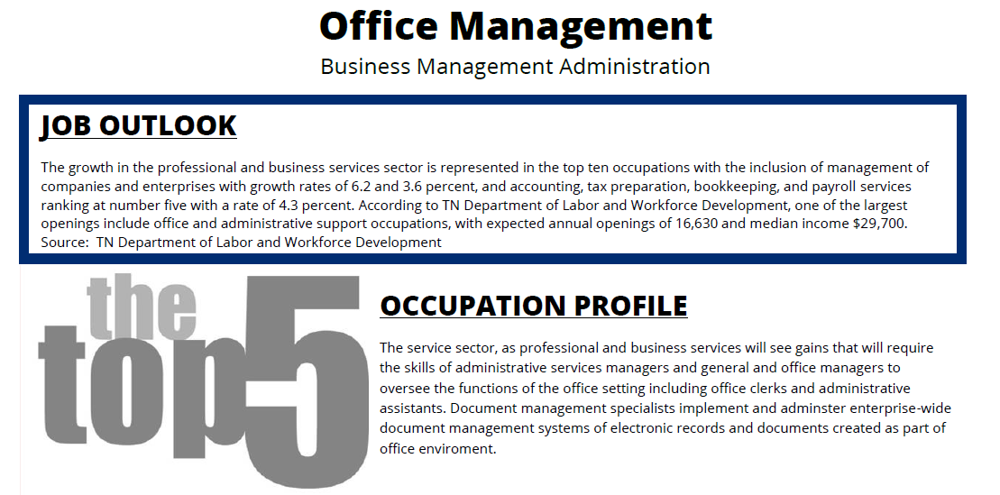 Office Management
Business Management Administration
JOB OUTLOOK
The growth in the professional and business services sector is represented in the top ten occupations with the inclusion of management of
companies and enterprises with growth rates of 6.2 and 3.6 percent, and accounting, tax preparation, bookkeeping, and payroll services
ranking at number five with a rate of 4.3 percent. According to TN Department of Labor and Workforce Development, one of the largest
openings include office and administrative support occupations, with expected annual openings of 16,630 and median income $29,700.
Source:  TN Department of Labor and Workforce Development
the
top5
OCCUPATION PROFILE
The service sector, as professional and business services will see gains that will require
the skills of administrative services managers and general and office managers to
oversee the functions of the office setting including office clerks and administrative
assistants. Document management specialists implement and adminster enterprise-wide
document management systems of electronic records and documents created as part of
office enviroment.